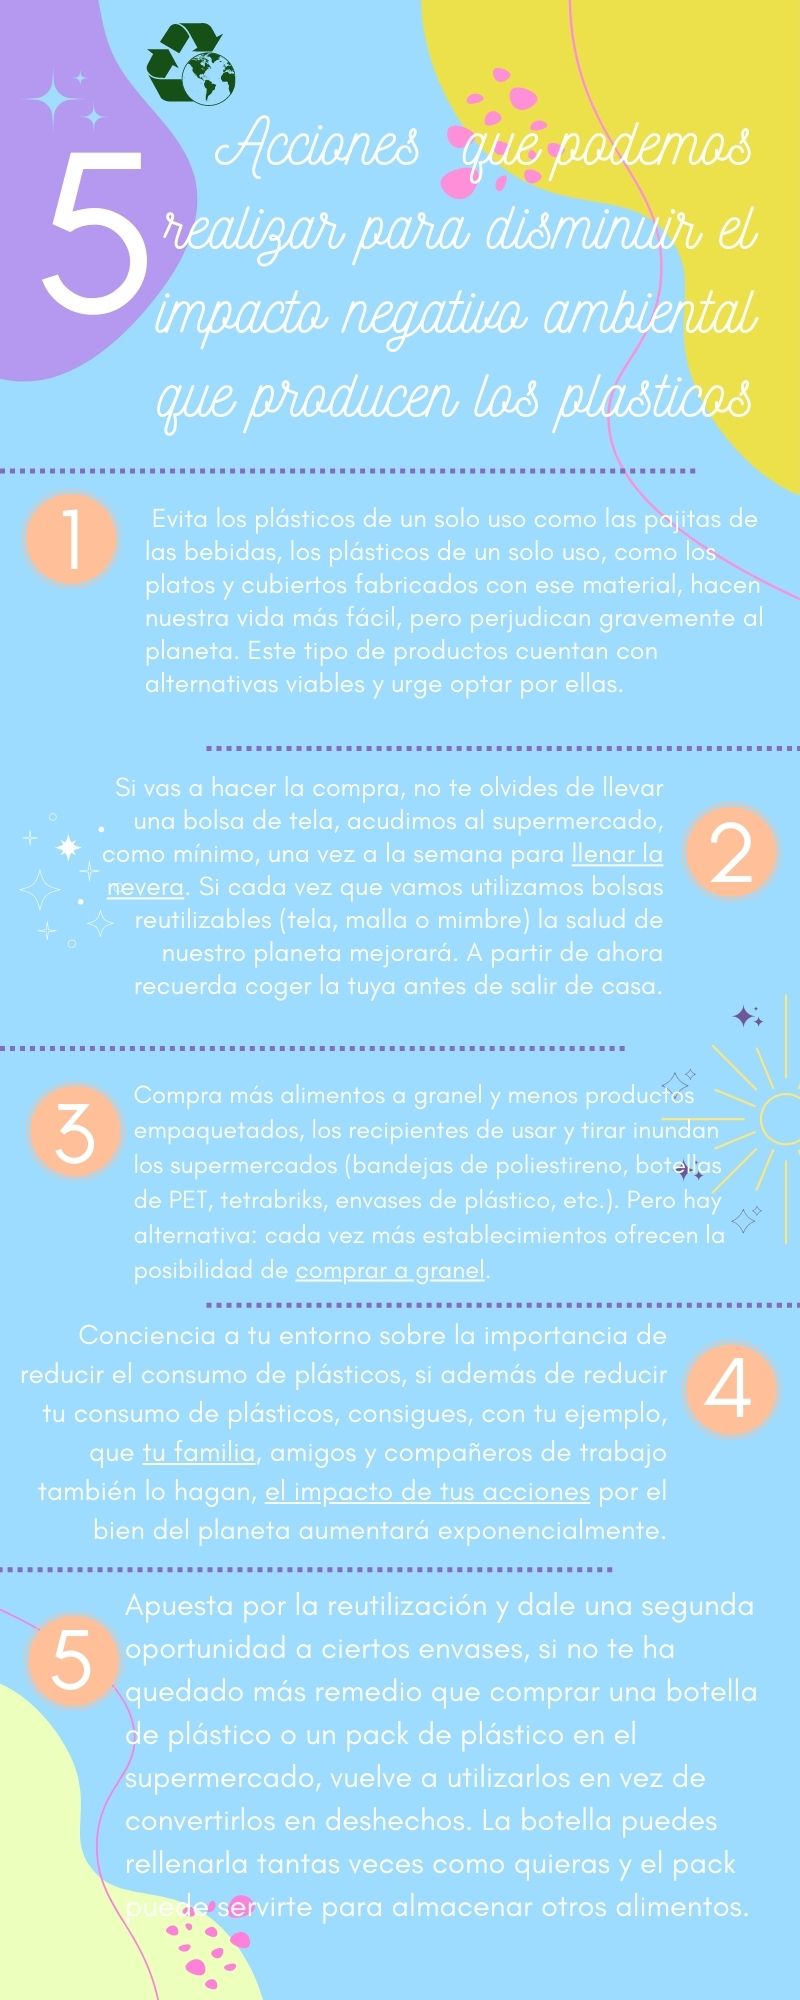 5
Acciones que podemos
realizar para disminuir el
impacto negativo ambiental
que producen los plasticos
1
Evita los plásticos de un solo uso como las pajitas de
las bebidas, los plásticos de un solo uso, como los
platos y cubiertos fabricados con ese material, hacen
nuestra vida más fácil, pero perjudican gravemente al
planeta. Este tipo de productos cuentan con
alternativas viables y urge optar por ellas.
2
Si vas a hacer la compra, no te olvides de llevar
una bolsa de tela, acudimos al supermercado,
como mínimo, una vez a la semana para llenar la
nevera. Si cada vez que vamos utilizamos bolsas
reutilizables (tela, malla o mimbre) la salud de
nuestro planeta mejorará. A partir de ahora
recuerda coger la tuya antes de salir de casa.
3
Compra más alimentos a granel y menos productos
empaquetados, los recipientes de usar y tirar inundan
los supermercados (bandejas de poliestireno, botellas
de PET, tetrabriks, envases de plástico, etc.). Pero hay
alternativa: cada vez más establecimientos ofrecen la
posibilidad de comprar a granel.
4
Conciencia a tu entorno sobre la importancia de
reducir el consumo de plásticos, si además de reducir
tu consumo de plásticos, consigues, con tu ejemplo,
que tu familia, amigos y compañeros de trabajo
también lo hagan, el impacto de tus acciones por el
bien del planeta aumentará exponencialmente.
5
Apuesta por la reutilización y dale una segunda
oportunidad a ciertos envases, si no te ha
quedado más remedio que comprar una botella
de plástico o un pack de plástico en el
supermercado, vuelve a utilizarlos en vez de
convertirlos en deshechos. La botella puedes
rellenarla tantas veces como quieras y el pack
puede servirte para almacenar otros alimentos.